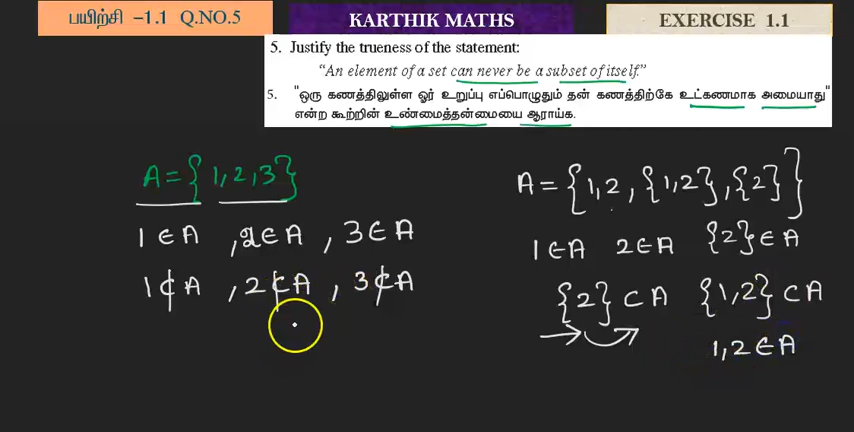 பயிற்சி -1.1 Q.NO.5
KARTHIK MATHS
EXERCISE 1.1
5. Justify the trueness of the statement:
“An element of a set can never be a subset of itself.”
5. "ஒரு கணத்திலுள்ள ஓர் உறுப்பு எப்பொழுதும் தன் கணத்திற்கே உட்கணமாக அமையாது"
என்ற கூற்றின் உண்மைத்தன்மையை ஆராய்க.
A={1,2,3}
1∈A , 2∈A , 3∈A
1⊄A , 2⊄A , 3⊄A
A={1,2,{1,2},{2}}
1∈A 2∈A {2}∈A
{2}⊂A {1,2}⊂A
1,2∈A